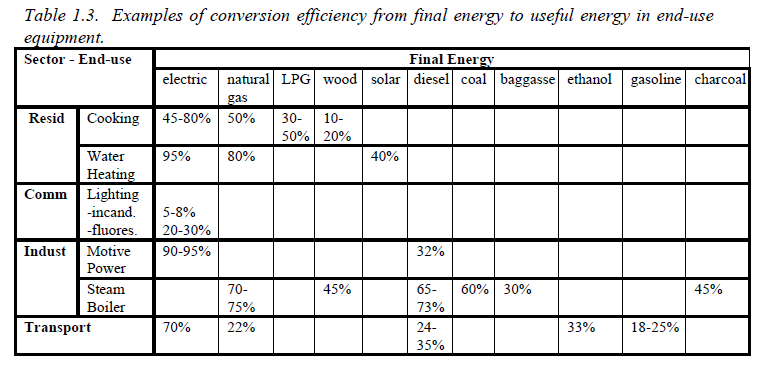 Table 1.3. Examples of conversion efficiency from final energy to useful energy in end-use
equipment.
Sector - End-use Final Energy
electric natural gas LPG wood solar diesel coal baggasse ethanol gasoline charcoal
Resid Cooking 45-80% 50% 30-50% 10-20%
Water Heating 95% 80% 40%
Comm Lighting
-incand. 5-8%
-fluores. 20-30%
Indust Motive Power 90-95% 32%
Steam Boiler 70-75% 45% 65-73% 60% 30% 45%
Transport 70% 22% 24-35% 33% 18-25%